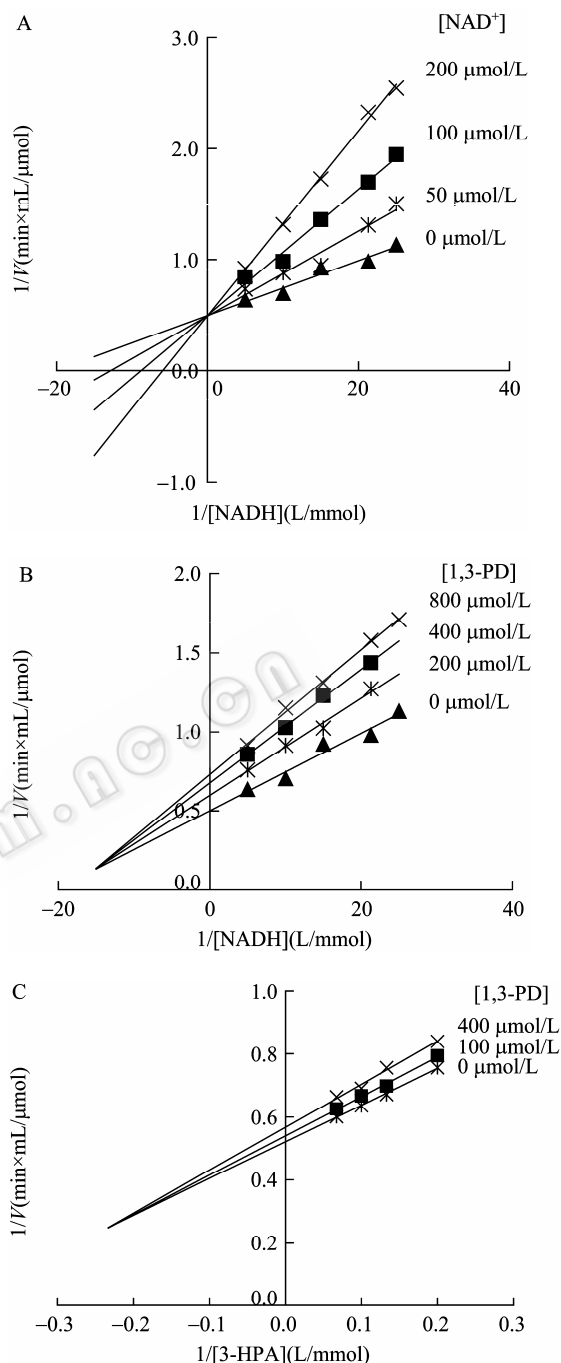 A
[NAD+]
3.0
200 μmol/L
2.0
100 μmol/L
50 μmol/L
1.0
0 μmol/L
0.0
−20
0
20
40
−1.0
1/V(min×mL/μmol)
1/[NADH](L/mmol)
B
[1,3-PD]
2.0
800 μmol/L
400 μmol/L
1.5
200 μmol/L
1.0
0 μmol/L
0.5
0.0
−20
0
20
40
1/V(min×mL/μmol)
1/[NADH](L/mmol)
m.ac.cn
C
[1,3-PD]
1.0
400 μmol/L
100 μmol/L
0 μmol/L
0.8
0.6
0.4
0.2
0.0
−0.3
−0.2
−0.1
0.0
0.1
0.2
0.3
1/V(min×mL/μmol)
1/[3-HPA](L/mmol)